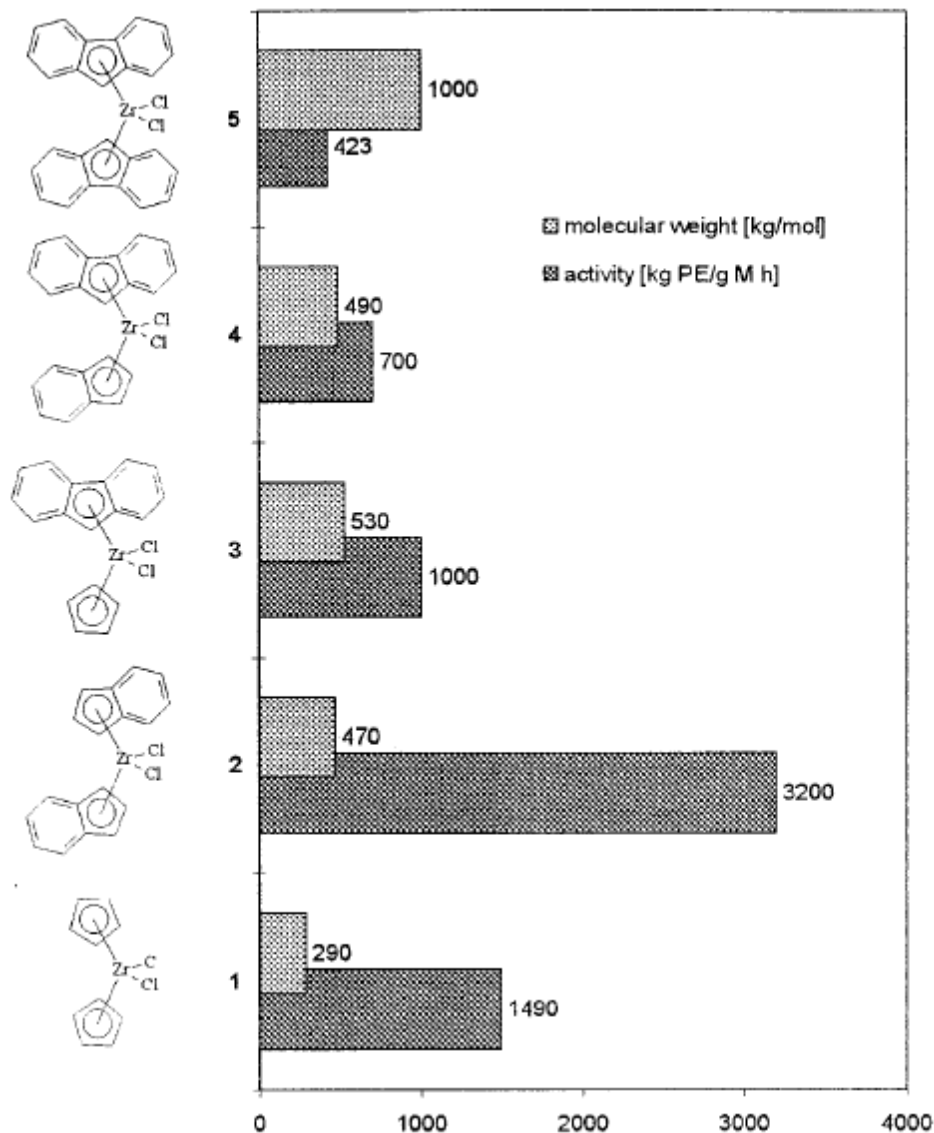 Zr
Cl
Cl
5
1000
423
molecular weight [kg/mol]
activity [kg PE/g M h]
Zr
Cl
Cl
4
490
700
Zr
Cl
Cl
3
530
1000
Zr
Cl
Cl
2
470
3200
Zr
C
Cl
1
290
1490
0 1000 2000 3000 4000